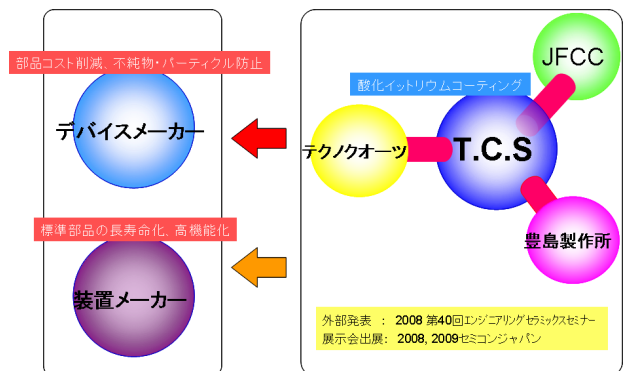 部品コスト削減、不純物・パーティクル防止
デバイスメーカー
標準部品の長寿命化、高機能化
装置メーカー
JFCC
酸化イットリウムコーティング
テクノクオーツ
T.C.S
豊島製作所
外部発表 : 2008 第40回エンジニアリングセラミックスセミナー
展示会出展: 2008, 2009セミコンジャパン